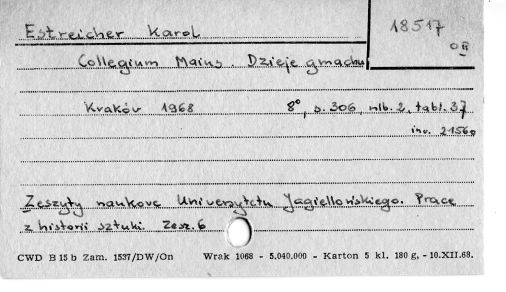 Estreicher Karol
18517
Collegium Maius. Dzieje gmachu
Kraków 1968 8°, s. 306, nlb. 2, tabl. 37
inv. 21560
Zeszyty naukowe Uniwersytetu Jagiellońskiego. Prace
z historii sztuki. Zesz. 6
CWD B 15 b Zam. 1537/DW/On Wrak 1068 - 5.040.000 - Karton 5 kl. 180 g, - 10.XII.68.